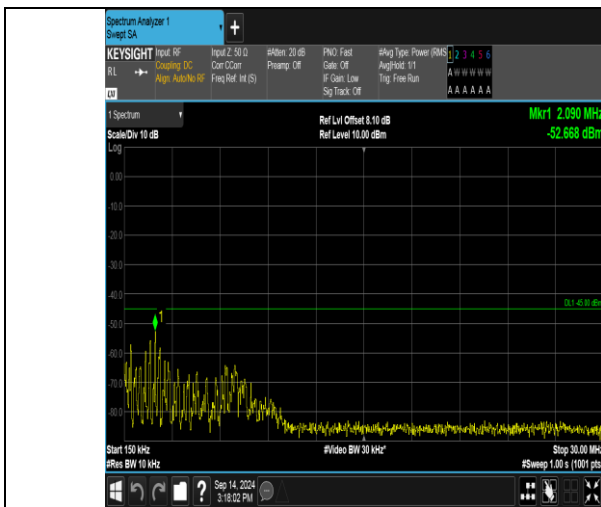 Spectrum Analyzer 1
Swept SA
+
KEYSIGHT
RL
Input: RF
Coupling: DC
Align: Auto/No RF
Input Z: 50 Ω
Corr CCorr
Freq Ref: Int (S)
#Atten: 20 dB
Preamp: Off
PNO: Fast
Gate: Off
IF Gain: Low
Sig Track: Off
#Avg Type: Power (RMS
Avg|Hold: 1/1
Trig: Free Run
1 2 3 4 5 6
A W W W W W
A A A A A A
1 Spectrum
Scale/Div 10 dB
Log
Ref Lvl Offset 8.10 dB
Ref Level 10.00 dBm
Mkr1 2.090 MHz
-52.668 dBm
0.00
-10.0
-20.0
-30.0
-40.0
DL1 -45.00 dBm
-50.0
1
-60.0
-70.0
-80.0
Start 150 kHz
#Res BW 10 kHz
#Video BW 30 kHz*
Stop 30.00 MHz
#Sweep 1.00 s (1001 pts
?
Sep 14, 2024
3:18:02 PM